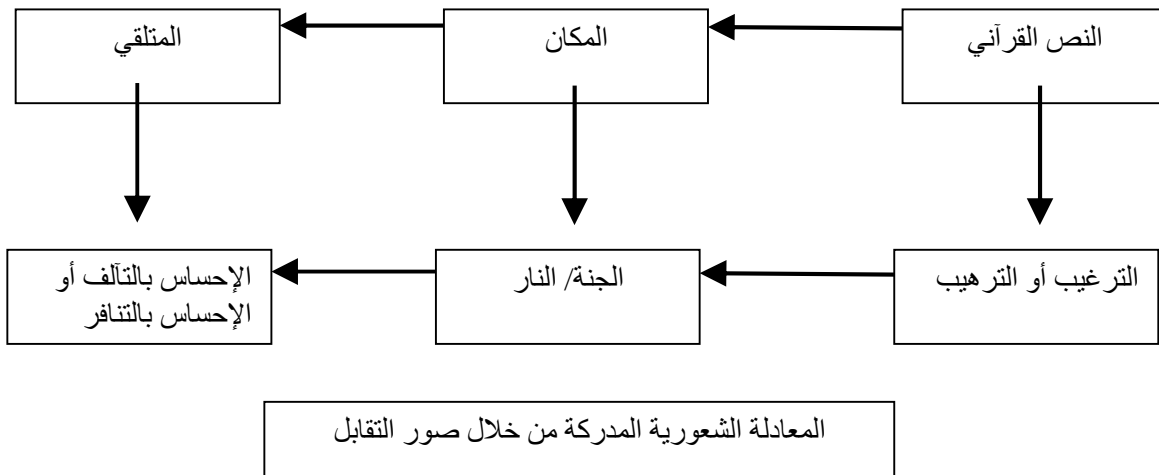 النص القرآني
المكان
المتلقي
الترغيب أو الترهيب
الجنة/ النار
الإحساس بالتآلف أو
الإحساس بالتنافر
المعادلة الشعورية المدركة من خلال صور التقابل